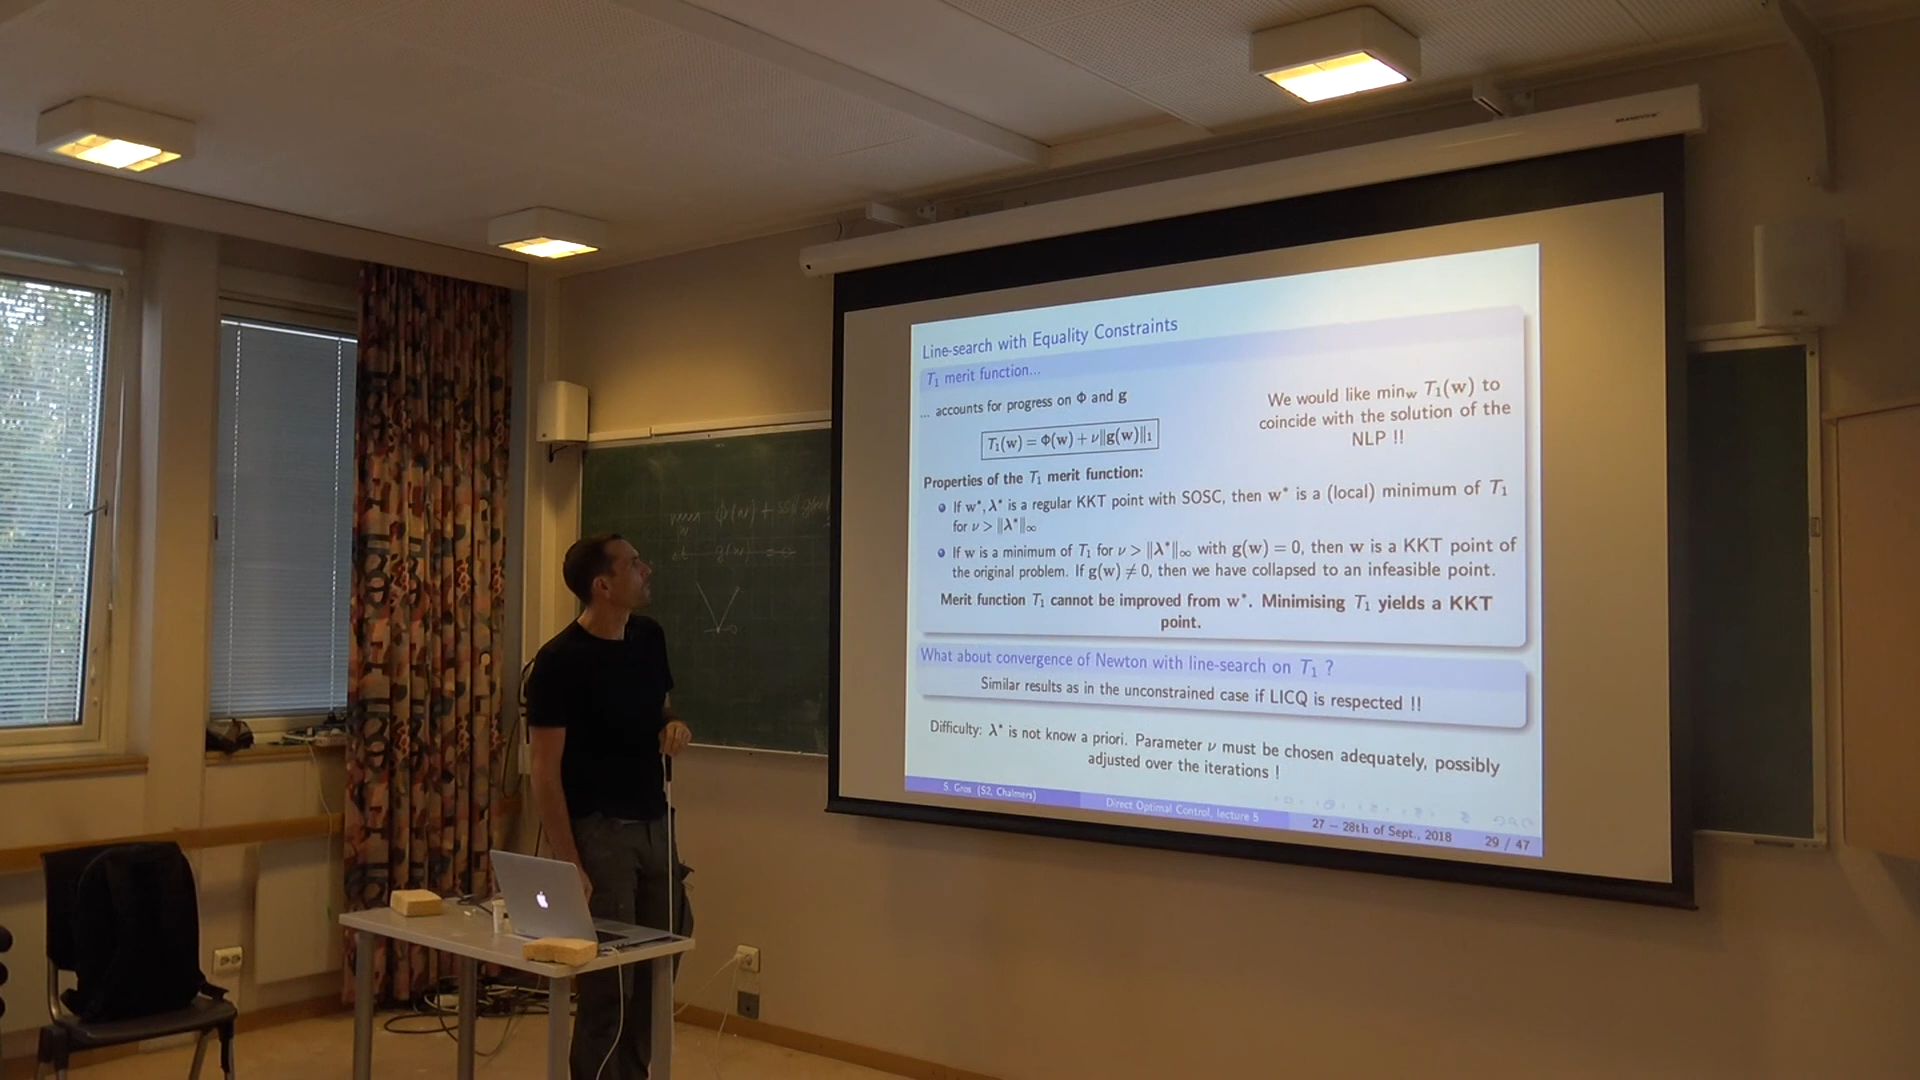 Line-search with Equality Constraints
T₁ merit function...
... accounts for progress on Φ and g
T₁(w) = Φ(w) + ν‖g(w)‖₁
We would like min_w T₁(w) to
coincide with the solution of the
NLP !!
Properties of the T₁ merit function:
If w*, λ* is a regular KKT point with SOSC, then w* is a (local) minimum of T₁
for ν > ‖λ*‖∞
If w is a minimum of T₁ for ν > ‖λ*‖∞ with g(w) = 0, then w is a KKT point of
the original problem. If g(w) ≠ 0, then we have collapsed to an infeasible point.
Merit function T₁ cannot be improved from w*. Minimising T₁ yields a KKT
point.
What about convergence of Newton with line-search on T₁ ?
Similar results as in the unconstrained case if LICQ is respected !!
Difficulty: λ* is not know a priori. Parameter ν must be chosen adequately, possibly
adjusted over the iterations !
S. Gros (S2, Chalmers)
Direct Optimal Control, lecture 5
27 – 28th of Sept., 2018
29 / 47